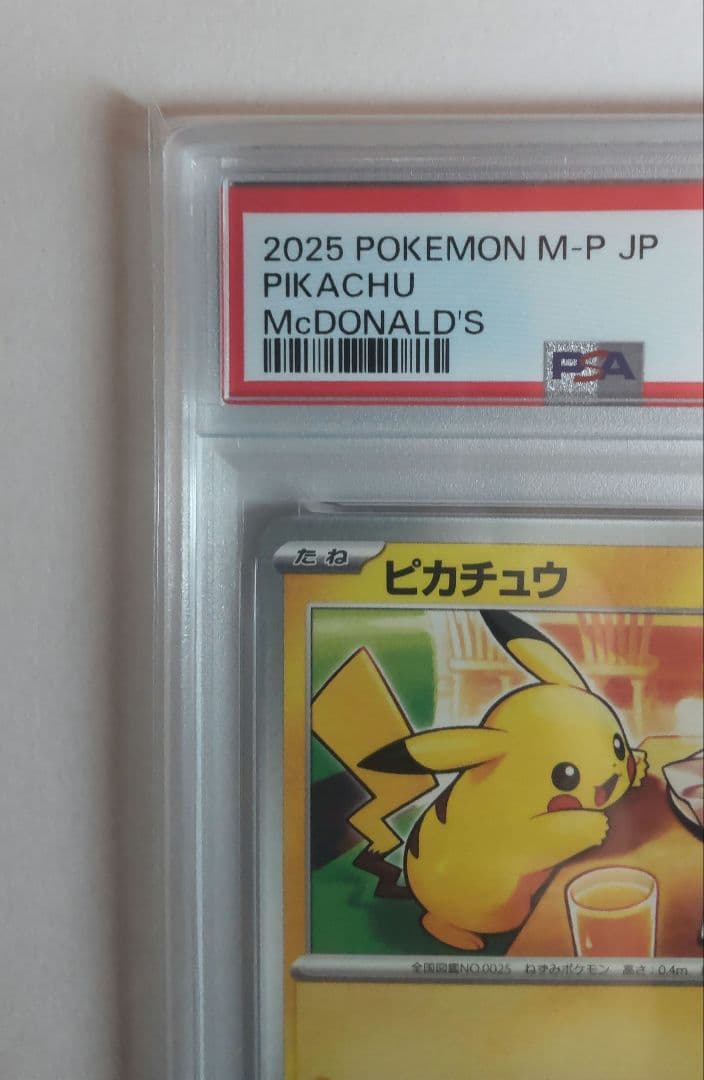 2025 POKEMON M-P JP
PIKACHU
McDONALD'S
PSA
たね
ピカチュウ
全国図鑑NO.0025 ねずみポケモン 高さ:0.4m